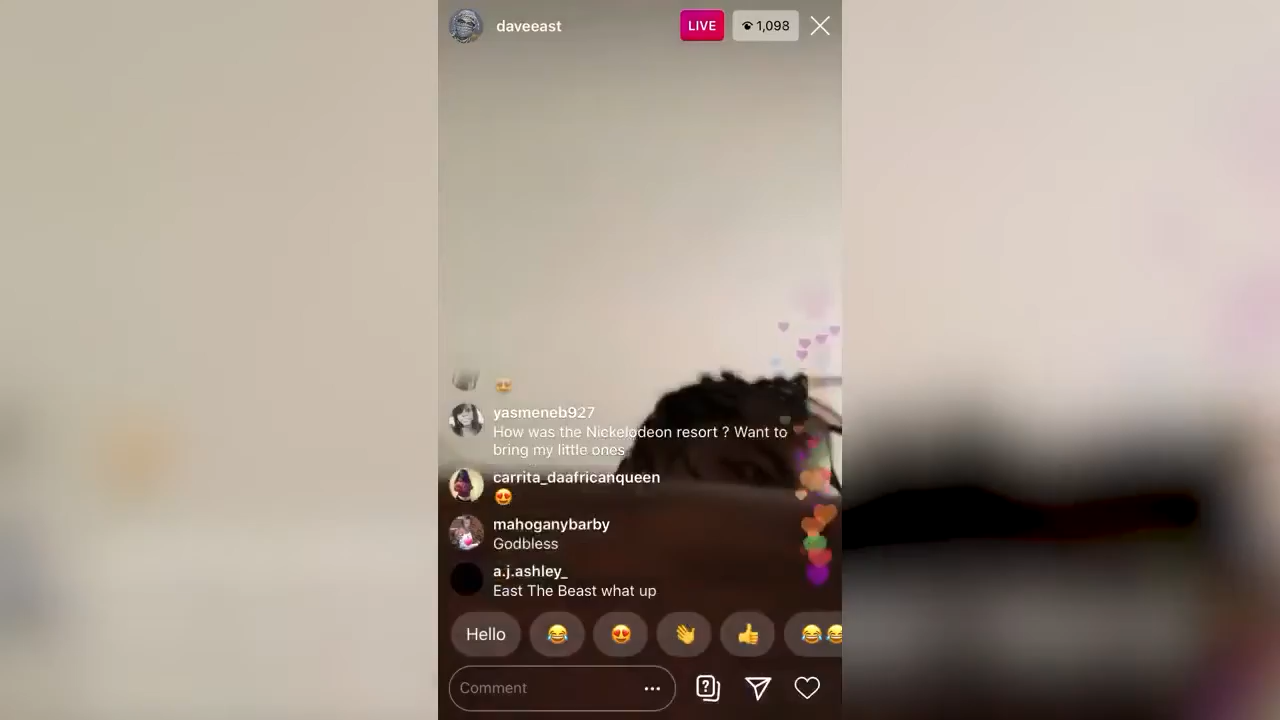 daveeast
LIVE
1,098
yasmeneb927
How was the Nickelodeon resort ? Want to
bring my little ones
carrita_daafricanqueen
😍
mahoganybarby
Godbless
a.j.ashley_
East The Beast what up
Hello
Comment